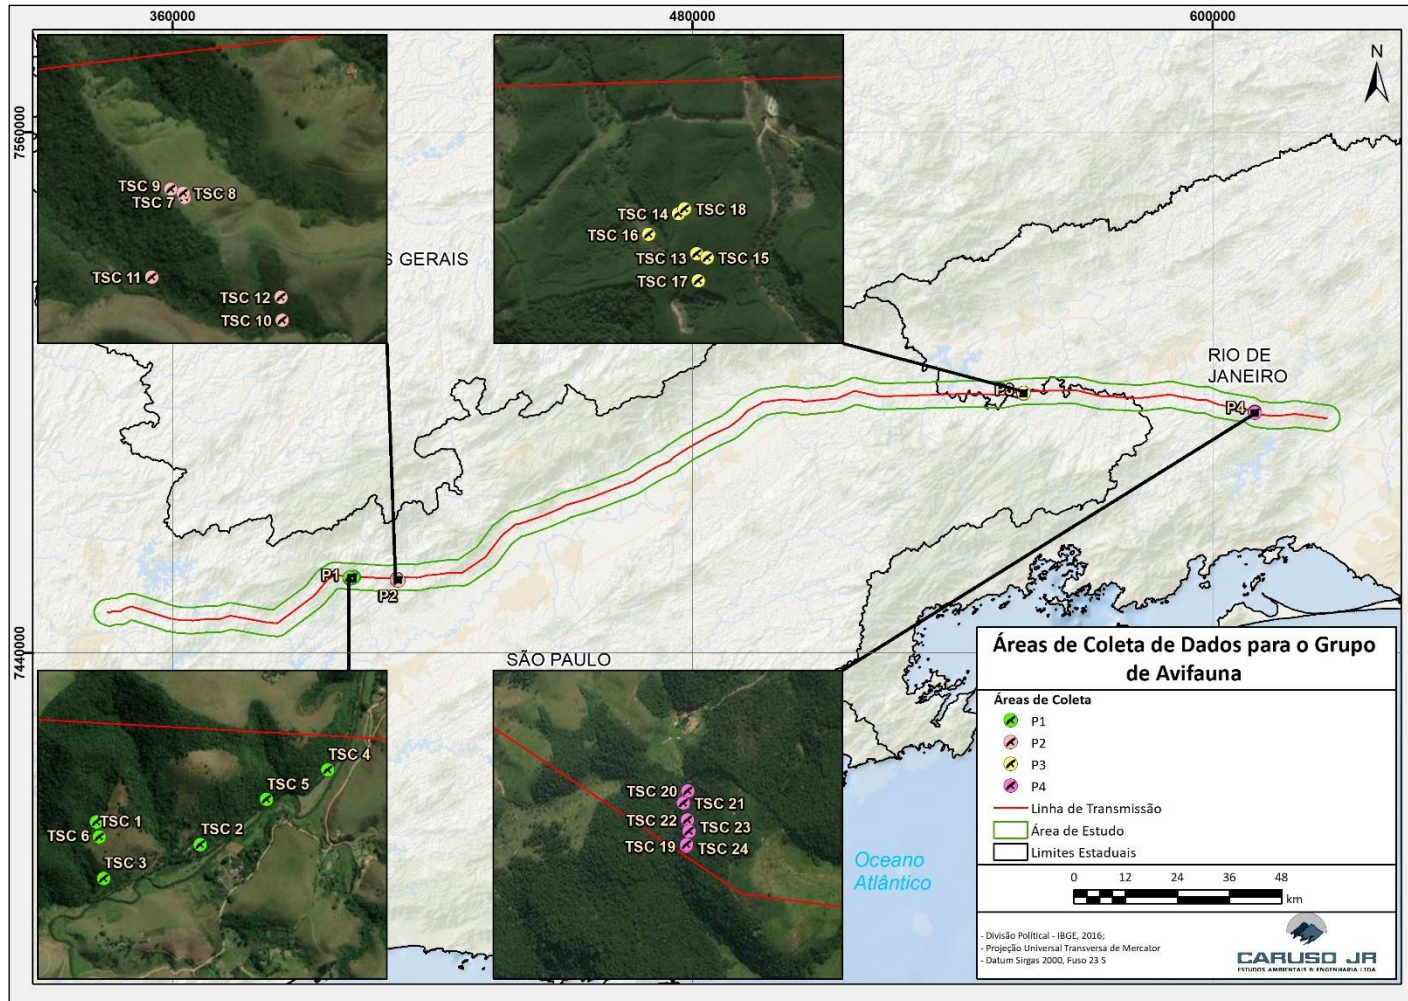 360000
480000
600000
7560000
7440000
N
TSC 9
TSC 8
TSC 7
TSC 11
TSC 12
TSC 10
TSC 14
TSC 18
TSC 16
TSC 13
TSC 15
TSC 17
S GERAIS
RIO DE
JANEIRO
P3
P4
P1
P2
SÃO PAULO
TSC 4
TSC 5
TSC 1
TSC 6
TSC 2
TSC 3
TSC 20
TSC 21
TSC 22
TSC 23
TSC 19
TSC 24
Oceano
Atlântico
Áreas de Coleta de Dados para o Grupo
de Avifauna
Áreas de Coleta
P1
P2
P3
P4
Linha de Transmissão
Área de Estudo
Limites Estaduais
0 12 24 36 48
km
- Divisão Polítical - IBGE, 2016;
- Projeção Universal Transversa de Mercator
- Datum Sirgas 2000, Fuso 23 S
CARUSO JR
ESTUDOS AMBIENTAIS & ENGENHARIA LTDA